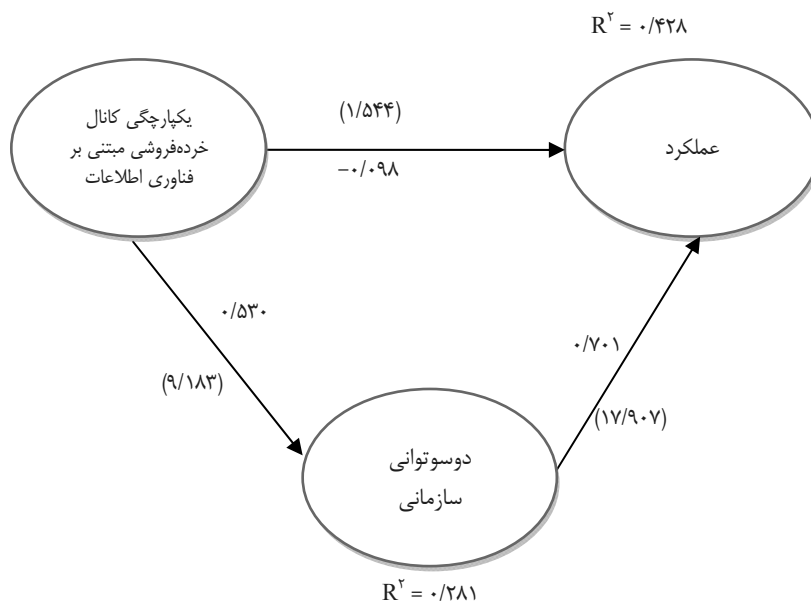 R² = ۰/۴۲۸
یکپارچگی کانال
خرده‌فروشی مبتنی بر
فناوری اطلاعات
(۱/۵۴۴)
−۰/۰۹۸
عملکرد
۰/۵۳۰
(۹/۱۸۳)
۰/۷۰۱
(۱۷/۹۰۷)
دوسوتوانی
سازمانی
R² = ۰/۲۸۱